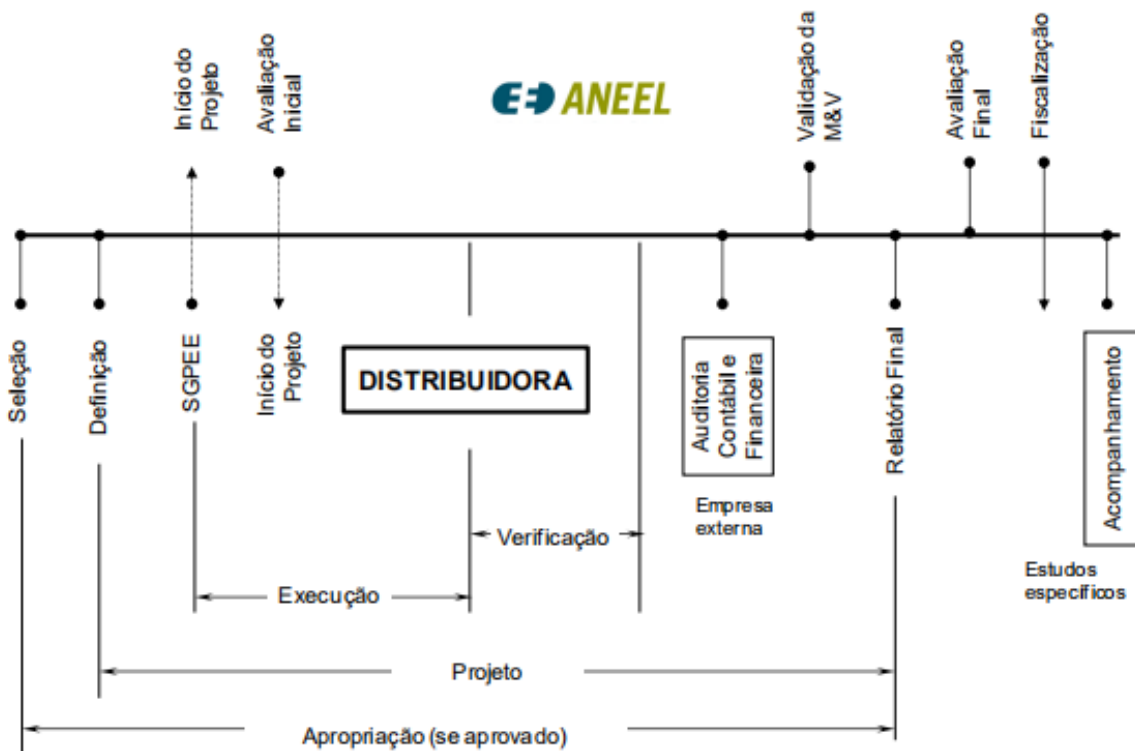 Início do
Projeto
Avaliação
Inicial
ANEEL
Validação da
M&V
Avaliação
Final
Fiscalização
Seleção
Definição
SGPEE
Início do
Projeto
DISTRIBUIDORA
Auditoria
Contábil e
Financeira
Relatório Final
Acompanhamento
Empresa
externa
Verificação
Estudos
específicos
Execução
Projeto
Apropriação (se aprovado)